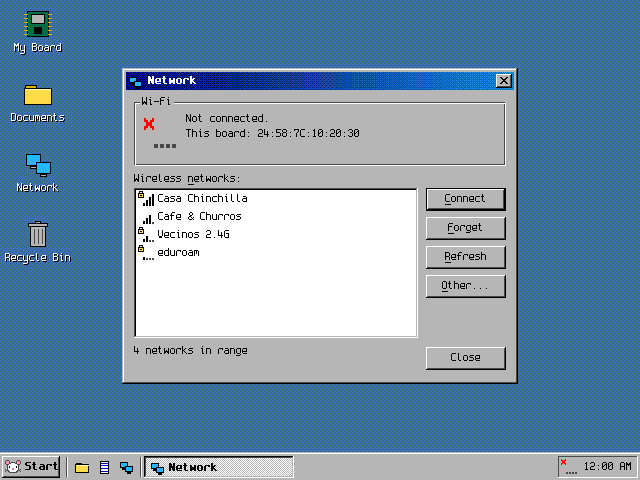 My Board
Documents
Network
Recycle Bin
Network
Wi-Fi
Not connected.
This board: 24:58:7C:10:20:30
Wireless networks:
Casa Chinchilla
Cafe & Churros
Vecinos 2.4G
eduroam
Connect
Forget
Refresh
Other...
4 networks in range
Close
Start
Network
12:00 AM